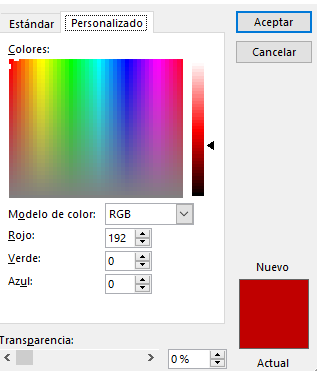 Estándar Personalizado
Aceptar
Cancelar
Colores:
Modelo de color: RGB
Rojo: 192
Verde: 0
Azul: 0
Nuevo
Transparencia:
0 %
Actual